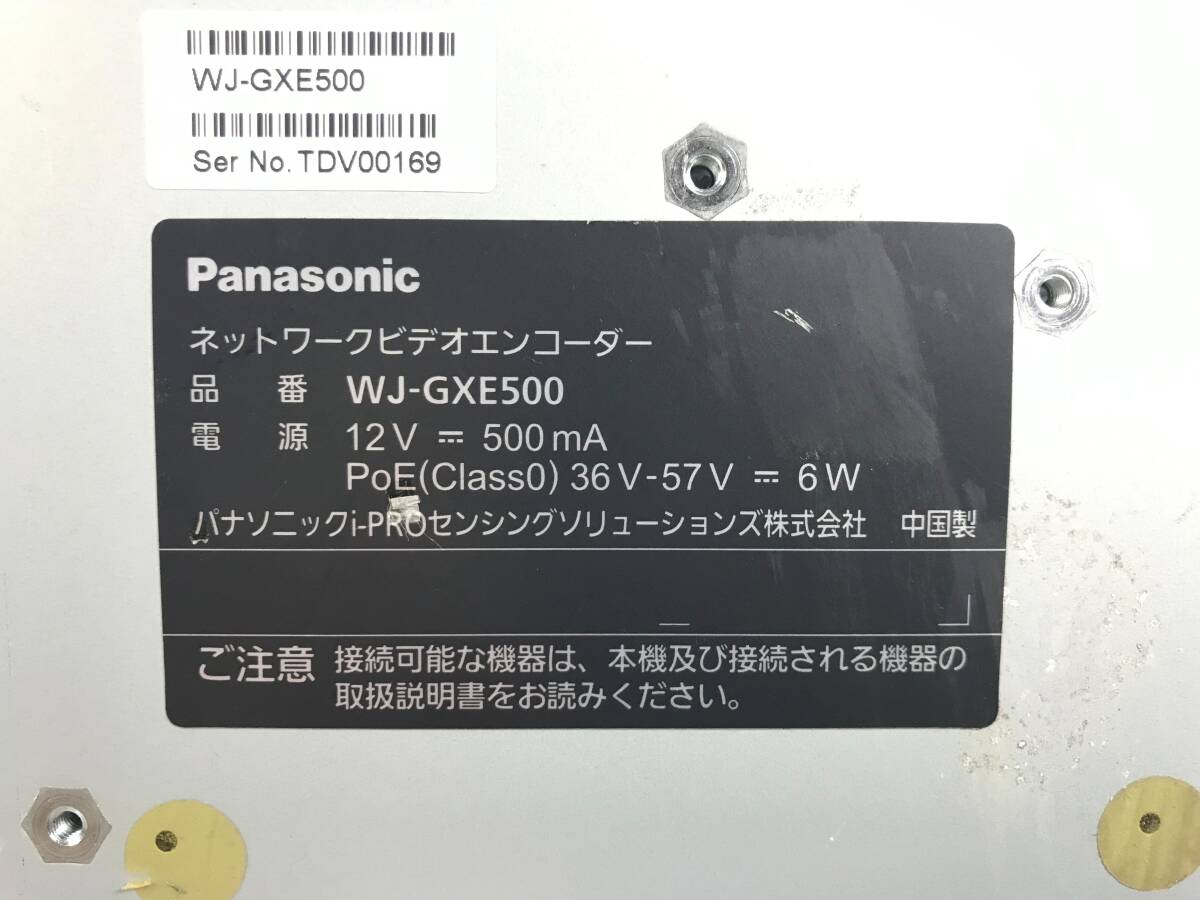 WJ-GXE500
Ser No. TDV00169
Panasonic
ネットワークビデオエンコーダー
品 番 WJ-GXE500
電 源 12V ⎓ 500mA
PoE(Class0) 36V-57V ⎓ 6W
パナソニックi-PROセンシングソリューションズ株式会社 中国製
ご注意 接続可能な機器は、本機及び接続される機器の
取扱説明書をお読みください。